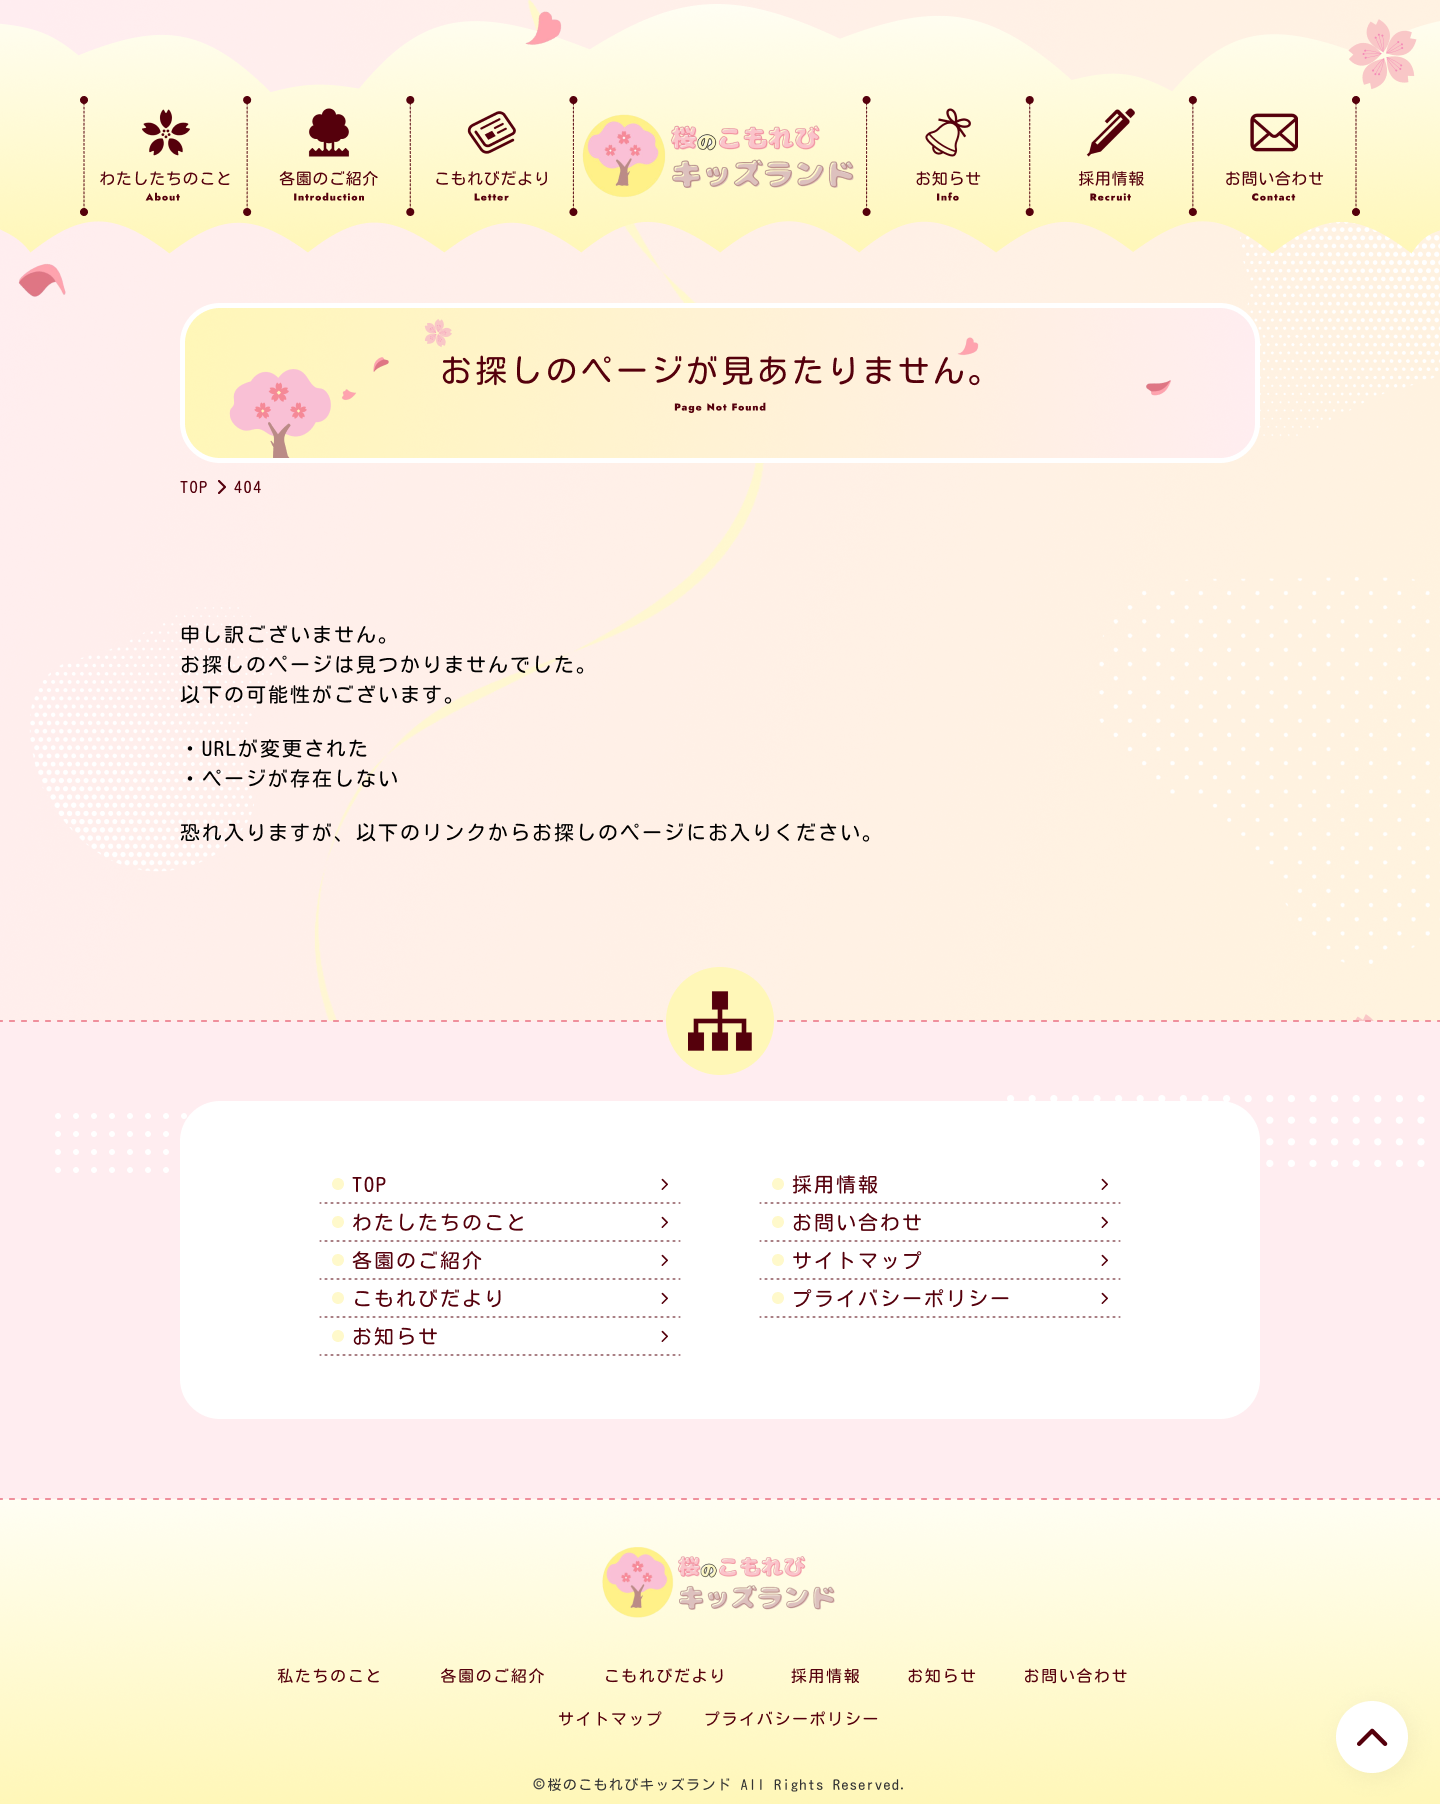 わたしたちのこと
About
各園のご紹介
Introduction
こもれびだより
Letter
桜のこもれび
キッズランド
お知らせ
Info
採用情報
Recruit
お問い合わせ
Contact
お探しのページが見あたりません。
Page Not Found
TOP 404
申し訳ございません。
お探しのページは見つかりませんでした。
以下の可能性がございます。
・URLが変更された
・ページが存在しない
恐れ入りますが、以下のリンクからお探しのページにお入りください。
TOP
わたしたちのこと
各園のご紹介
こもれびだより
お知らせ
採用情報
お問い合わせ
サイトマップ
プライバシーポリシー
桜のこもれび
キッズランド
私たちのこと 各園のご紹介 こもれびだより 採用情報 お知らせ お問い合わせ
サイトマップ プライバシーポリシー
©桜のこもれびキッズランド All Rights Reserved.